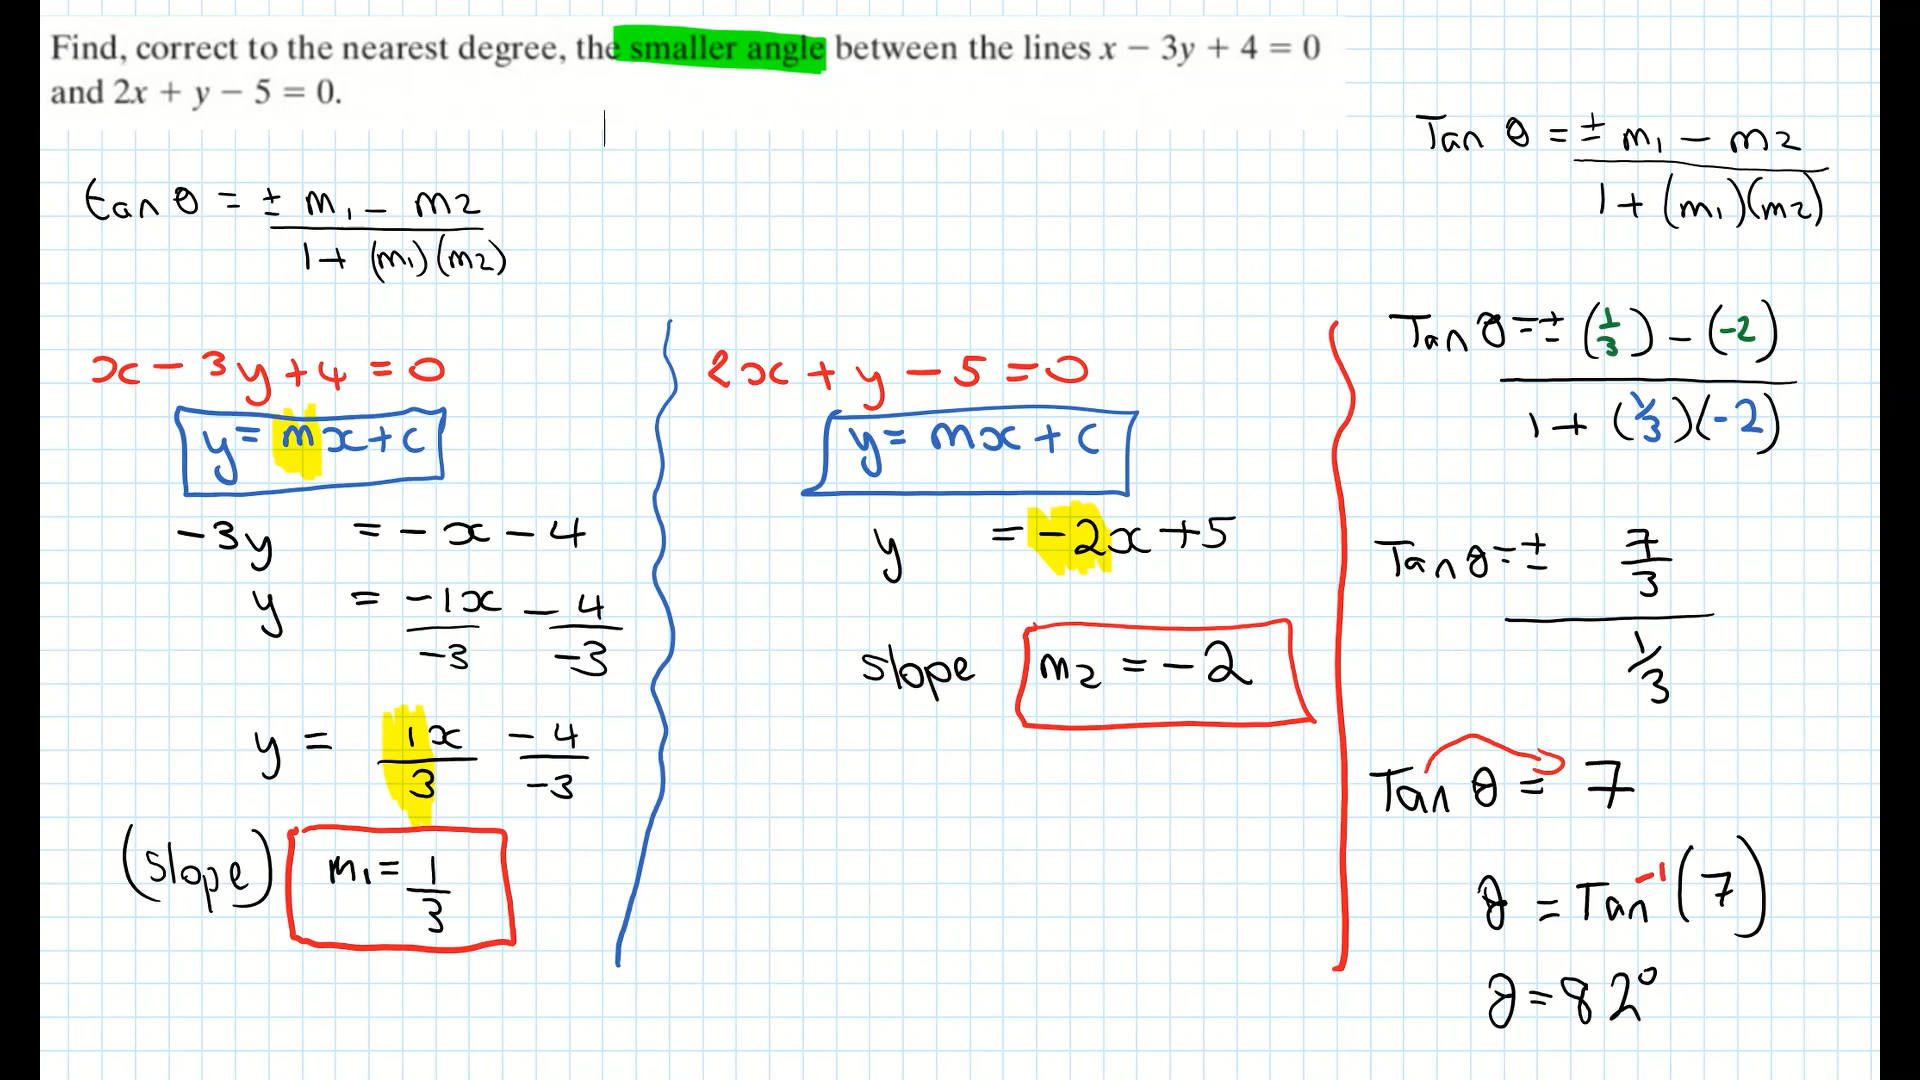 Find, correct to the nearest degree, the smaller angle between the lines x − 3y + 4 = 0
and 2x + y − 5 = 0.
tan θ = ± m₁ − m2
1 + (m₁)(m2)
x − 3y + 4 = 0
y = mx + c
−3y = −x − 4
y = −1x − 4
−3 −3
y = 1x − 4
3 −3
(slope) m₁ = 1
3
2x + y − 5 = 0
y = mx + c
y = −2x + 5
slope m2 = −2
Tan θ = ± m₁ − m2
1 + (m₁)(m2)
Tan θ = ± (1/3) − (−2)
1 + (1/3)(−2)
Tan θ = ± 7
3
1/3
Tan θ = 7
θ = Tan⁻¹(7)
θ = 82°